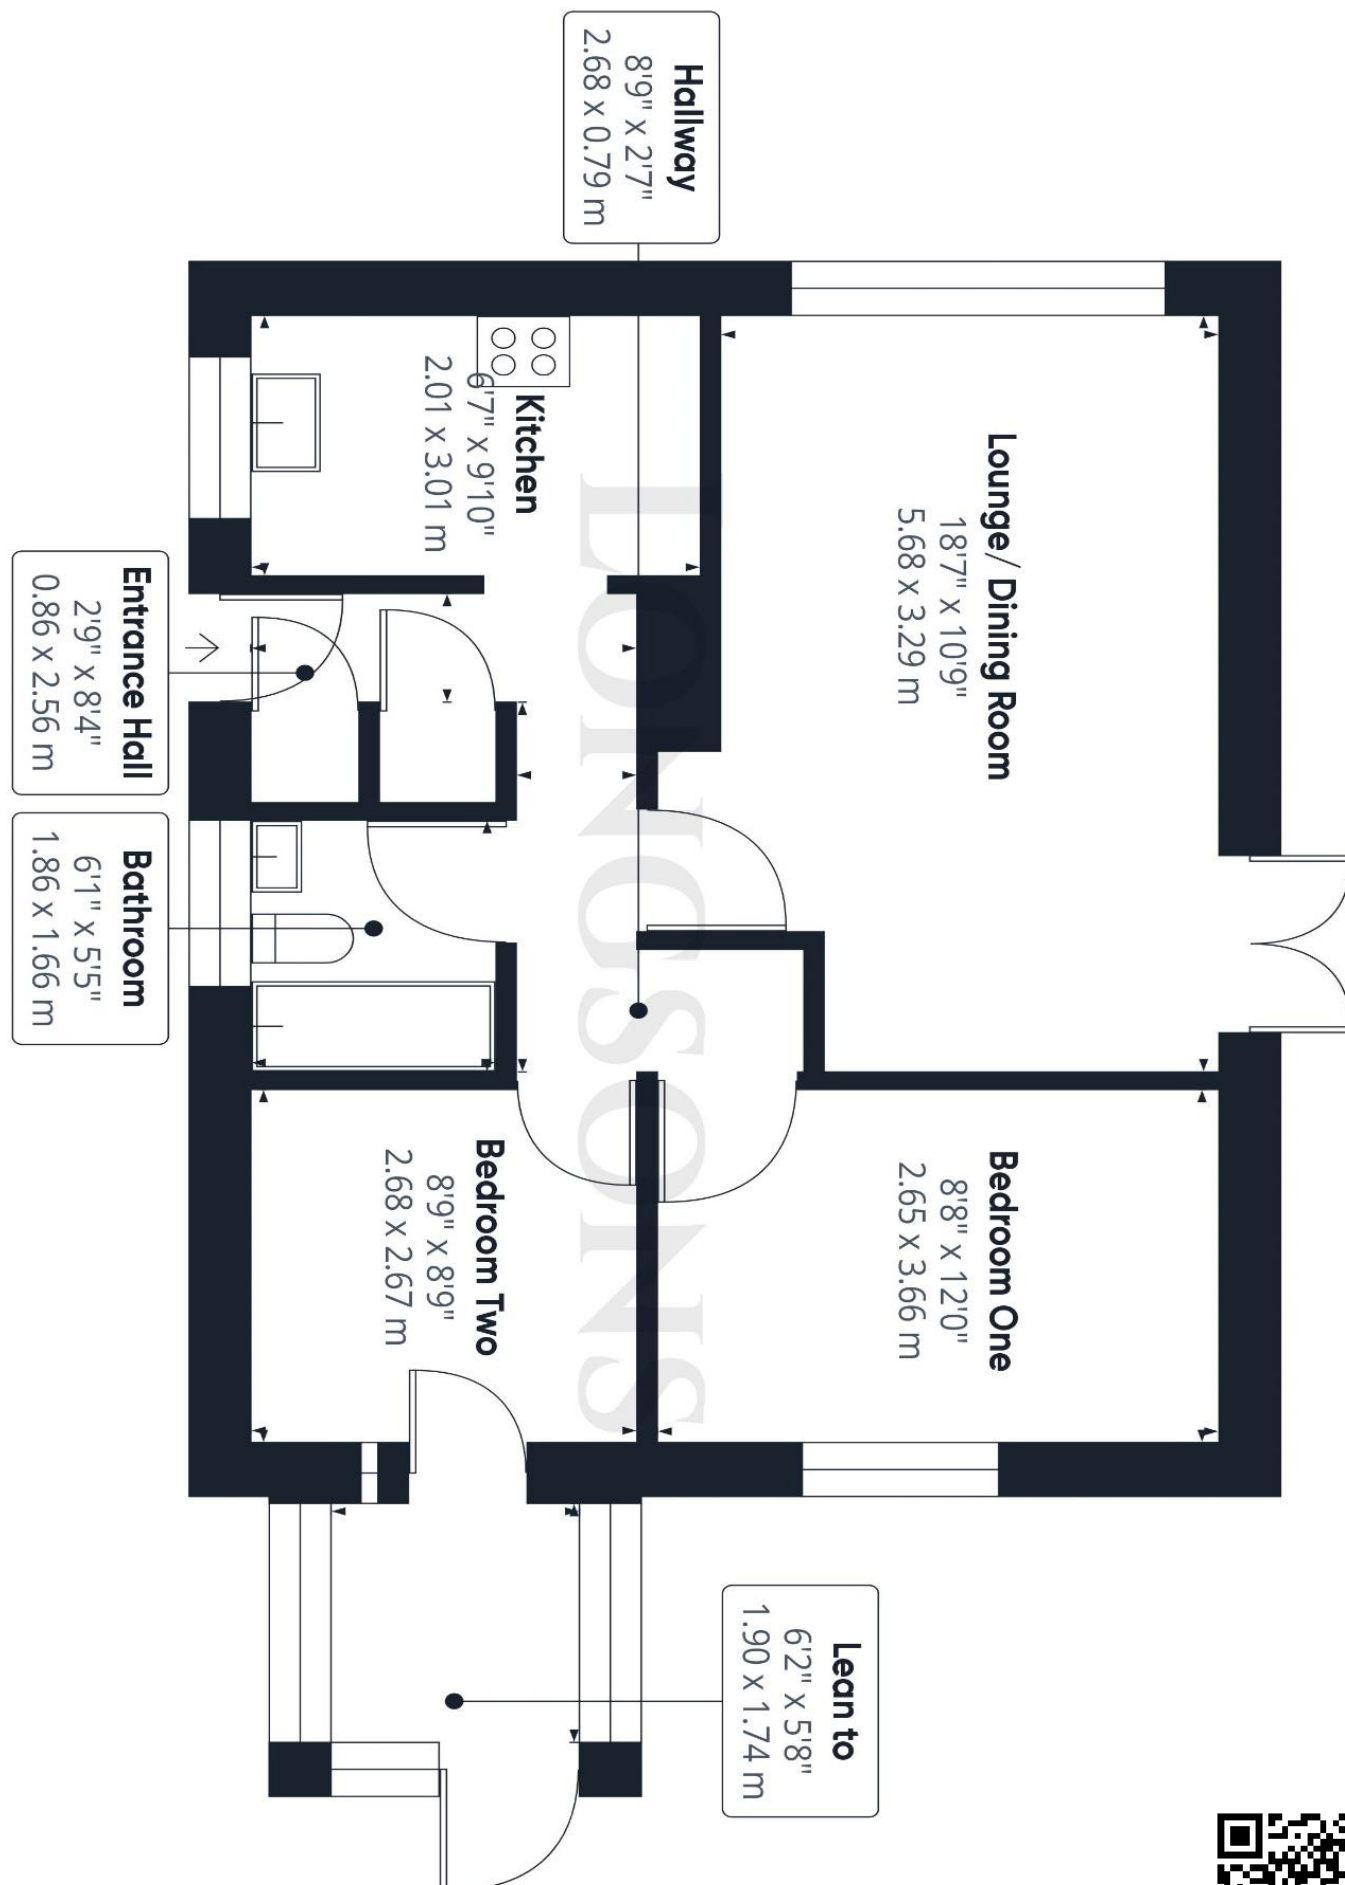 Hallway
8'9" x 2'7"
2.68 x 0.79 m
Lounge / Dining Room
18'7" x 10'9"
5.68 x 3.29 m
Kitchen
6'7" x 9'10"
2.01 x 3.01 m
Entrance Hall
2'9" x 8'4"
0.86 x 2.56 m
Bathroom
6'1" x 5'5"
1.86 x 1.66 m
LONGSONS
Bedroom One
8'8" x 12'0"
2.65 x 3.66 m
Bedroom Two
8'9" x 8'9"
2.68 x 2.67 m
Lean to
6'2" x 5'8"
1.90 x 1.74 m